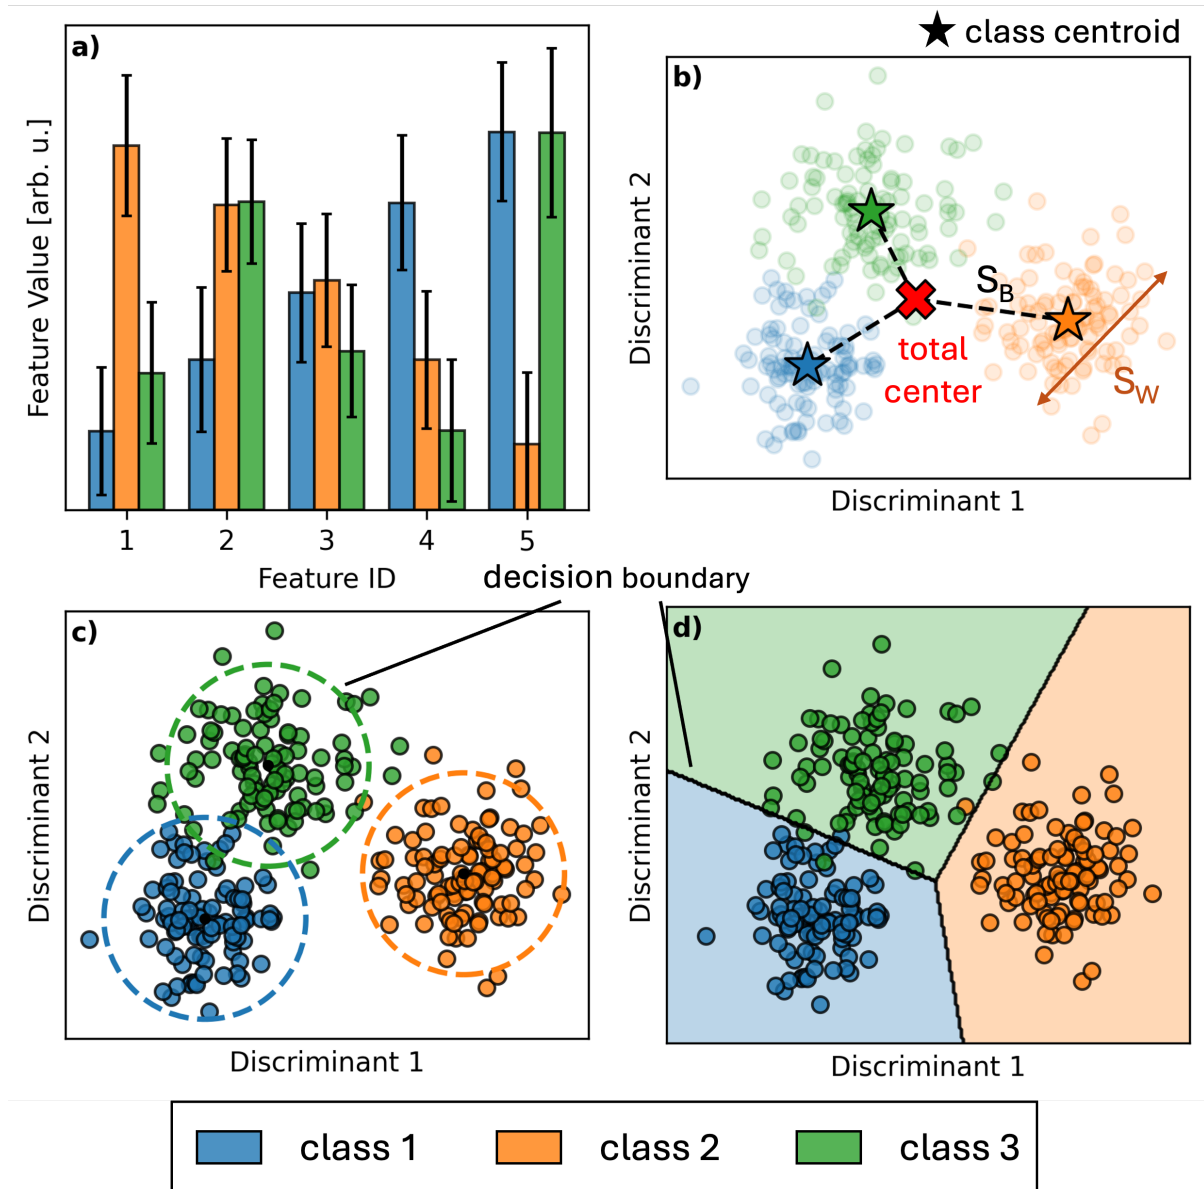 a)
Feature Value [arb. u.]
1 2 3 4 5
Feature ID
★ class centroid
b)
Discriminant 2
S_B
total
center
S_W
Discriminant 1
decision boundary
c)
Discriminant 2
Discriminant 1
d)
Discriminant 2
Discriminant 1
class 1 class 2 class 3